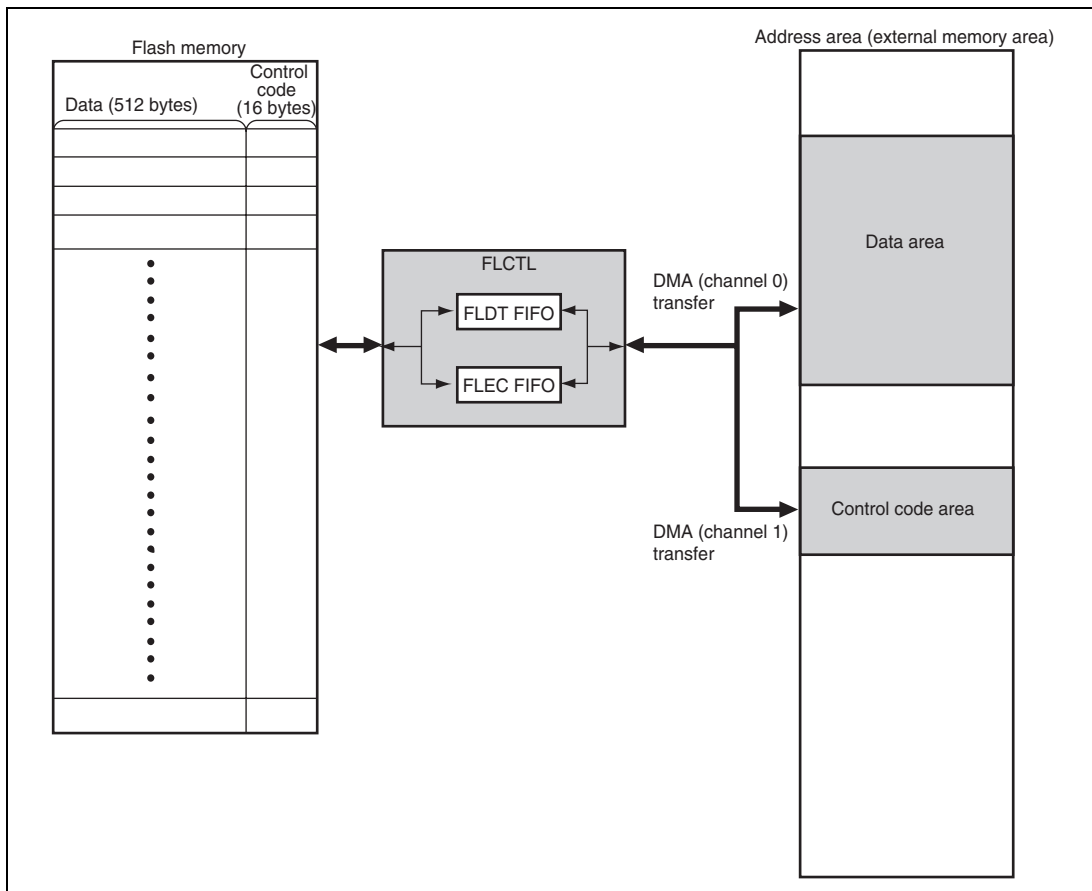 Flash memory
Data (512 bytes)
Control
code
(16 bytes)
FLCTL
FLDT FIFO
FLEC FIFO
DMA (channel 0)
transfer
DMA (channel 1)
transfer
Address area (external memory area)
Data area
Control code area